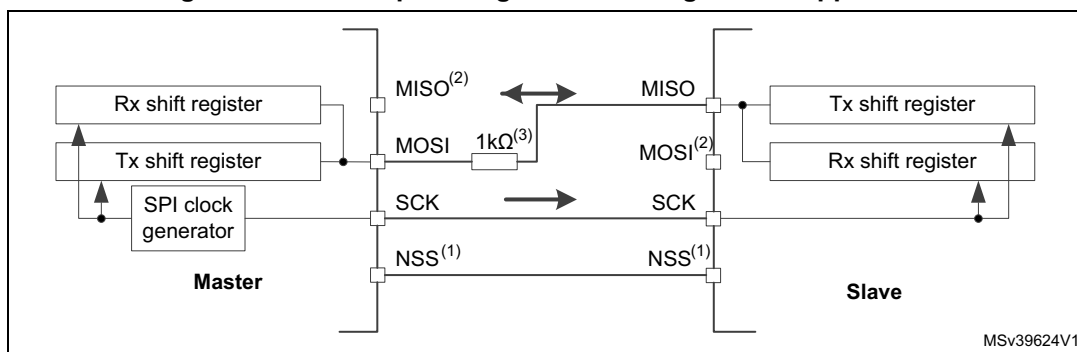 Rx shift register
Tx shift register
SPI clock
generator
Master
MISO(2)
MOSI
SCK
NSS(1)
1kΩ(3)
MISO
MOSI(2)
SCK
NSS(1)
Tx shift register
Rx shift register
Slave
MSv39624V1